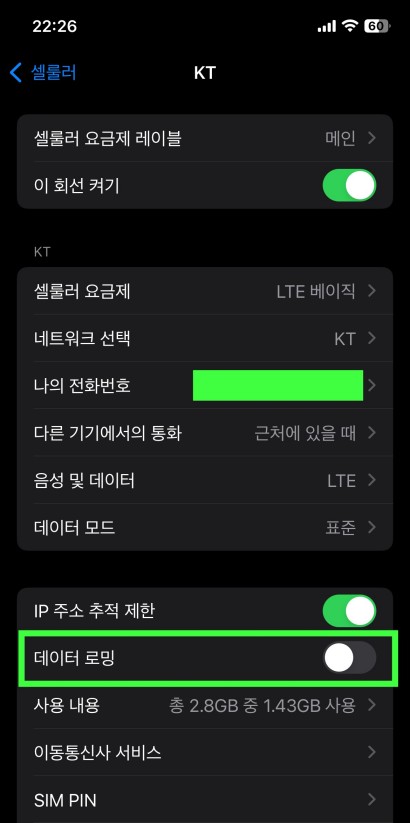 22:26
60
셀룰러
KT
셀룰러 요금제 레이블 메인
이 회선 켜기
KT
셀룰러 요금제 LTE 베이직
네트워크 선택 KT
나의 전화번호
다른 기기에서의 통화 근처에 있을 때
음성 및 데이터 LTE
데이터 모드 표준
IP 주소 추적 제한
데이터 로밍
사용 내용 총 2.8GB 중 1.43GB 사용
이동통신사 서비스
SIM PIN